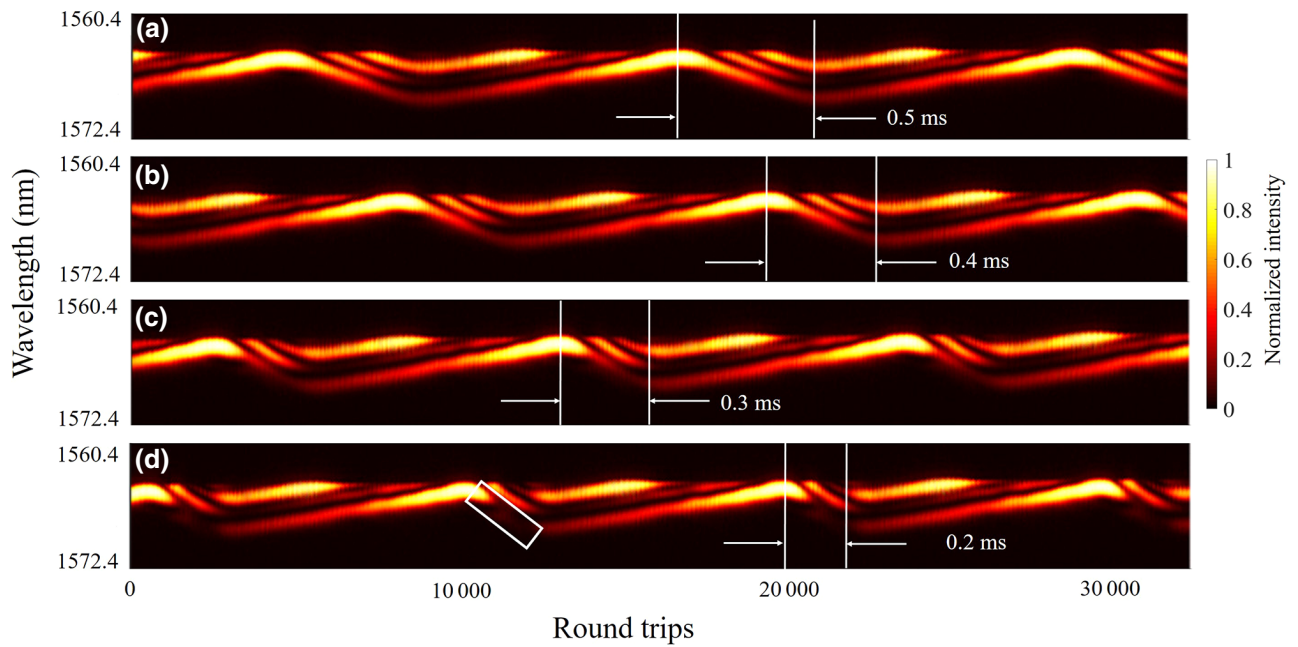 1560.4
(a)
0.5 ms
1572.4
1560.4
(b)
0.4 ms
1572.4
1560.4
(c)
0.3 ms
1572.4
1560.4
(d)
0.2 ms
1572.4
0
10 000
20 000
30 000
Round trips
Wavelength (nm)
1
0.8
0.6
0.4
0.2
0
Normalized intensity